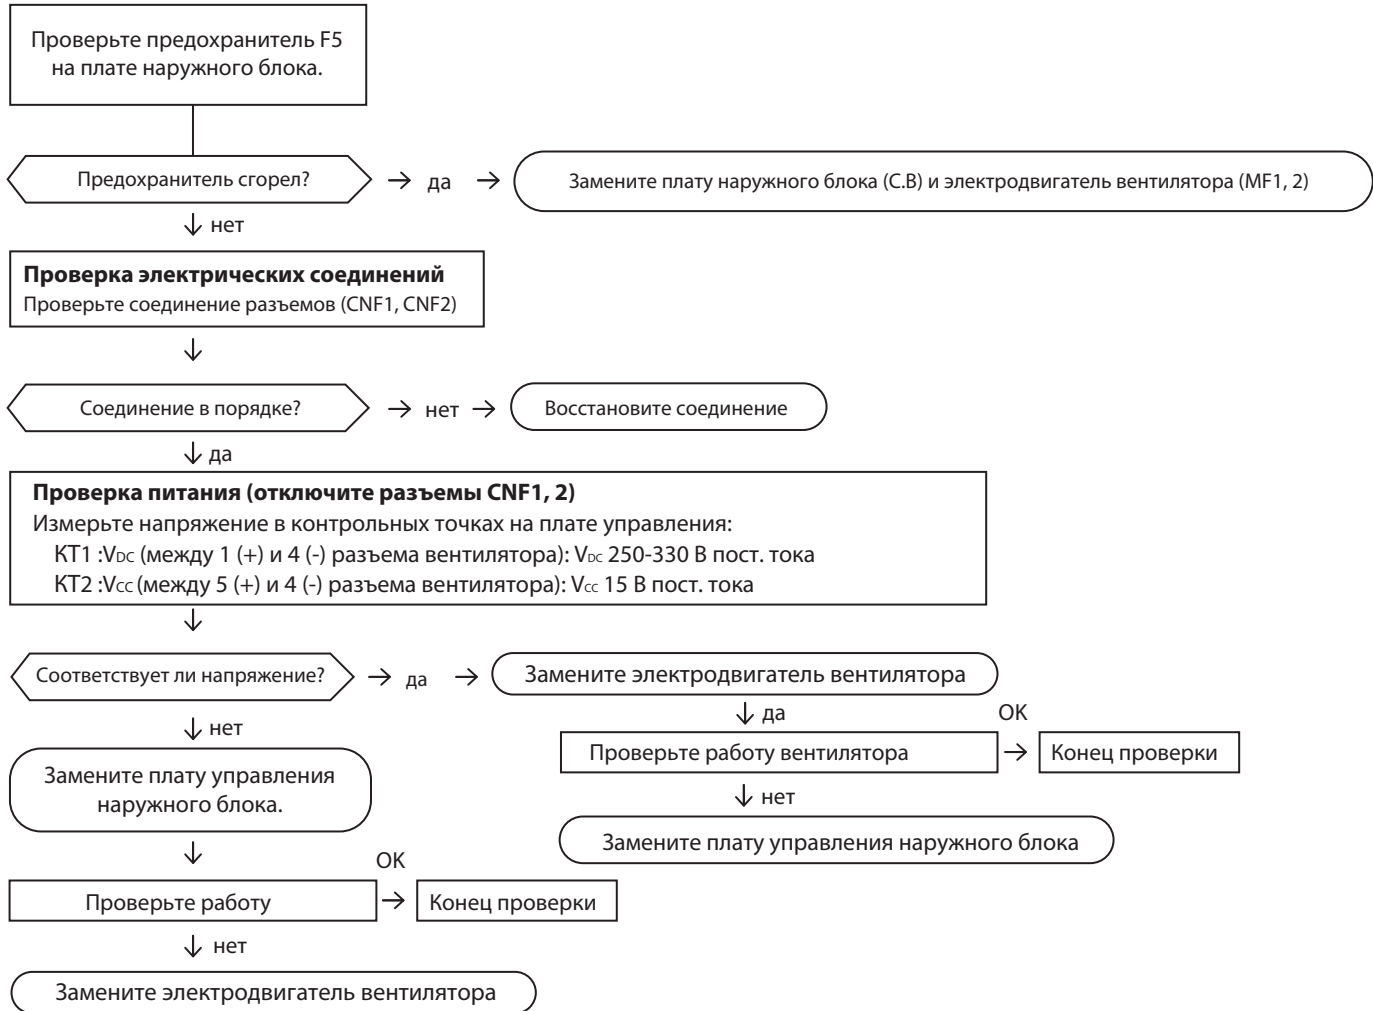 Проверьте предохранитель F5
на плате наружного блока.
Предохранитель сгорел?
да
Замените плату наружного блока (C.B) и электродвигатель вентилятора (MF1, 2)
нет
Проверка электрических соединений
Проверьте соединение разъемов (CNF1, CNF2)
Соединение в порядке?
нет
Восстановите соединение
да
Проверка питания (отключите разъемы CNF1, 2)
Измерьте напряжение в контрольных точках на плате управления:
КТ1 :VDC (между 1 (+) и 4 (-) разъема вентилятора): VDC 250-330 В пост. тока
КТ2 :VCC (между 5 (+) и 4 (-) разъема вентилятора): VCC 15 В пост. тока
Соответствует ли напряжение?
да
Замените электродвигатель вентилятора
да
OK
Проверьте работу вентилятора
Конец проверки
нет
Замените плату управления наружного блока
нет
Замените плату управления
наружного блока.
OK
Проверьте работу
Конец проверки
нет
Замените электродвигатель вентилятора